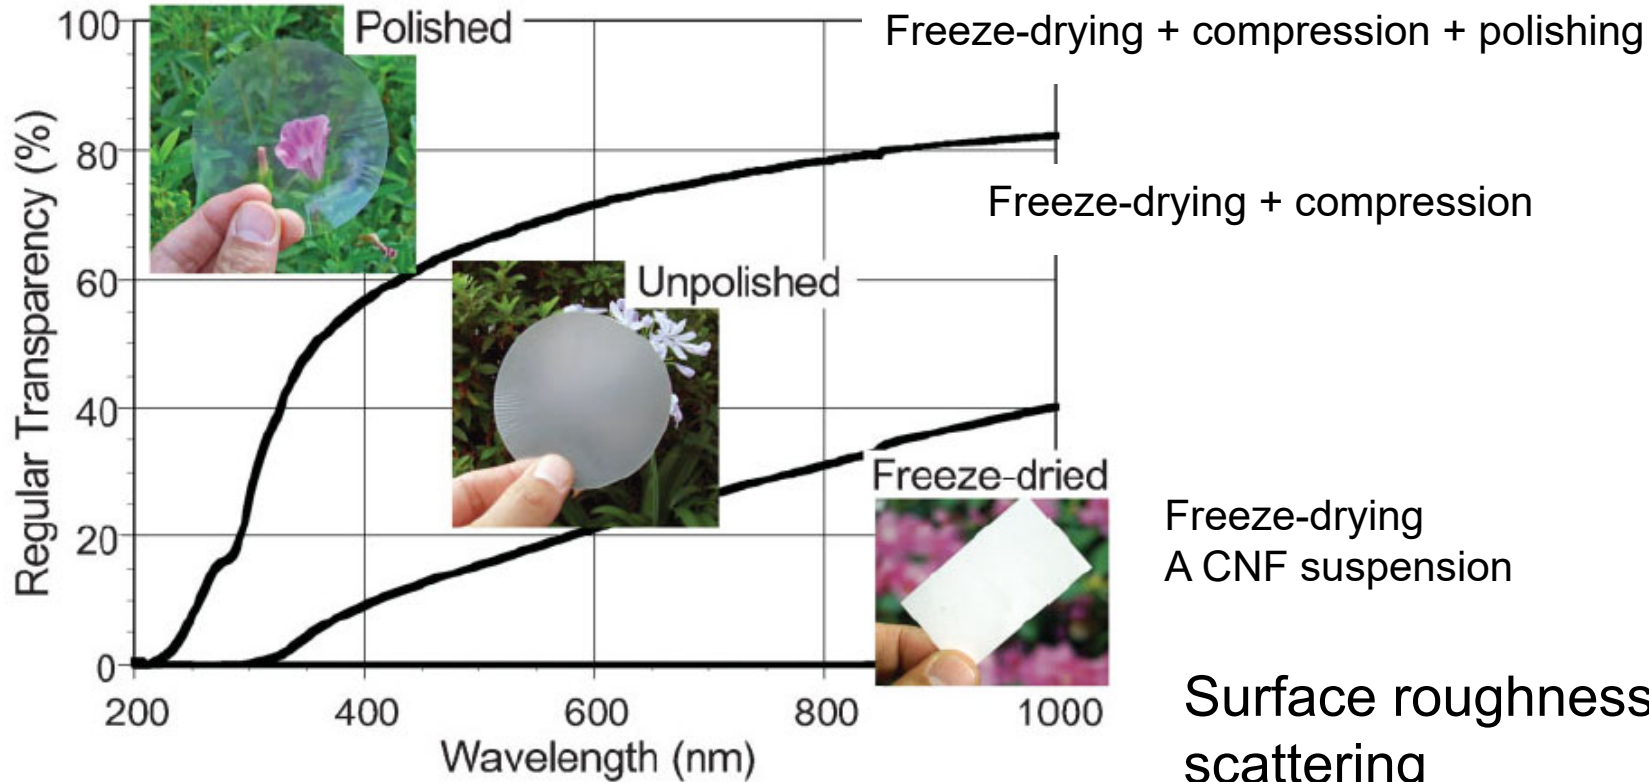 100
Polished
Freeze-drying + compression + polishing
80
Freeze-drying + compression
60
Unpolished
40
Freeze-dried
Freeze-drying
A CNF suspension
20
0
200 400 600 800 1000
Wavelength (nm)
Regular Transparency (%)
Surface roughness
scattering